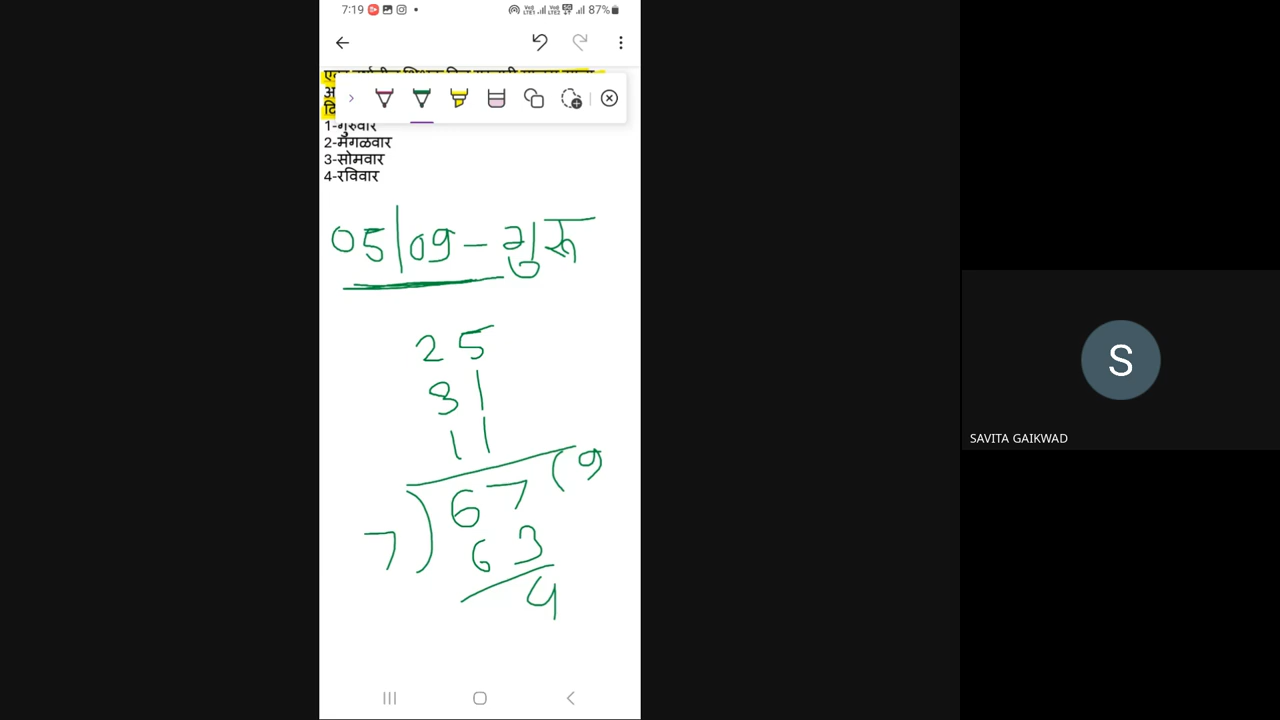 7:19 87%
1-गुरुवार
2-मंगळवार
3-सोमवार
4-रविवार
05|09 - गुरू
25
31
11
7) 67 (9
63
4
S
SAVITA GAIKWAD